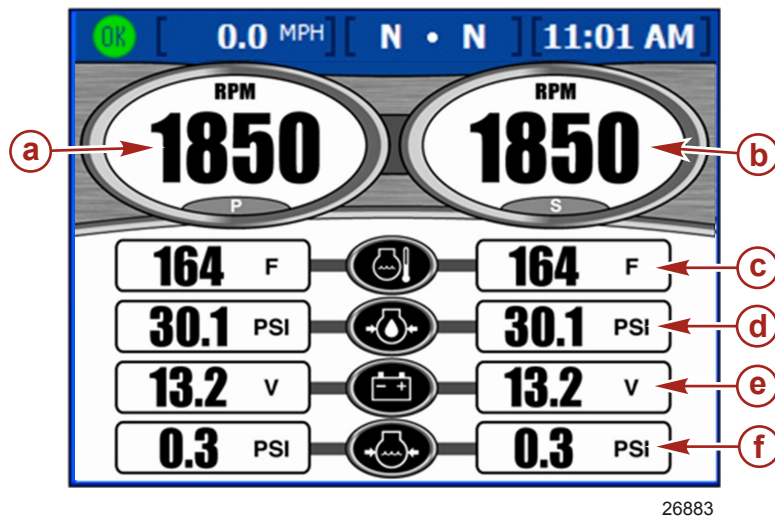 OK [ 0.0 MPH ] [ N • N ] [ 11:01 AM ]
RPM RPM
a 1850 1850 b
P S
164 F 164 F c
30.1 PSI 30.1 PSI d
13.2 V - + 13.2 V e
0.3 PSI 0.3 PSI f
26883